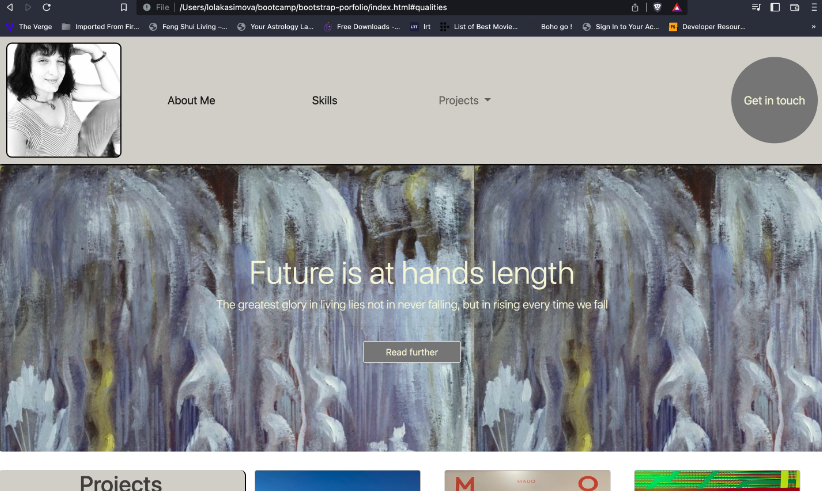 File | /Users/lolakasimova/bootcamp/bootstrap-porfolio/index.html#qualities
The Verge Imported From Fir... Feng Shui Living –... Your Astrology La... Free Downloads -... lrt List of Best Movie... Boho go ! Sign In to Your Ac... Developer Resour... »
About Me Skills Projects Get in touch
Future is at hands length
The greatest glory in living lies not in never falling, but in rising every time we fall
Read further
Projects
M O